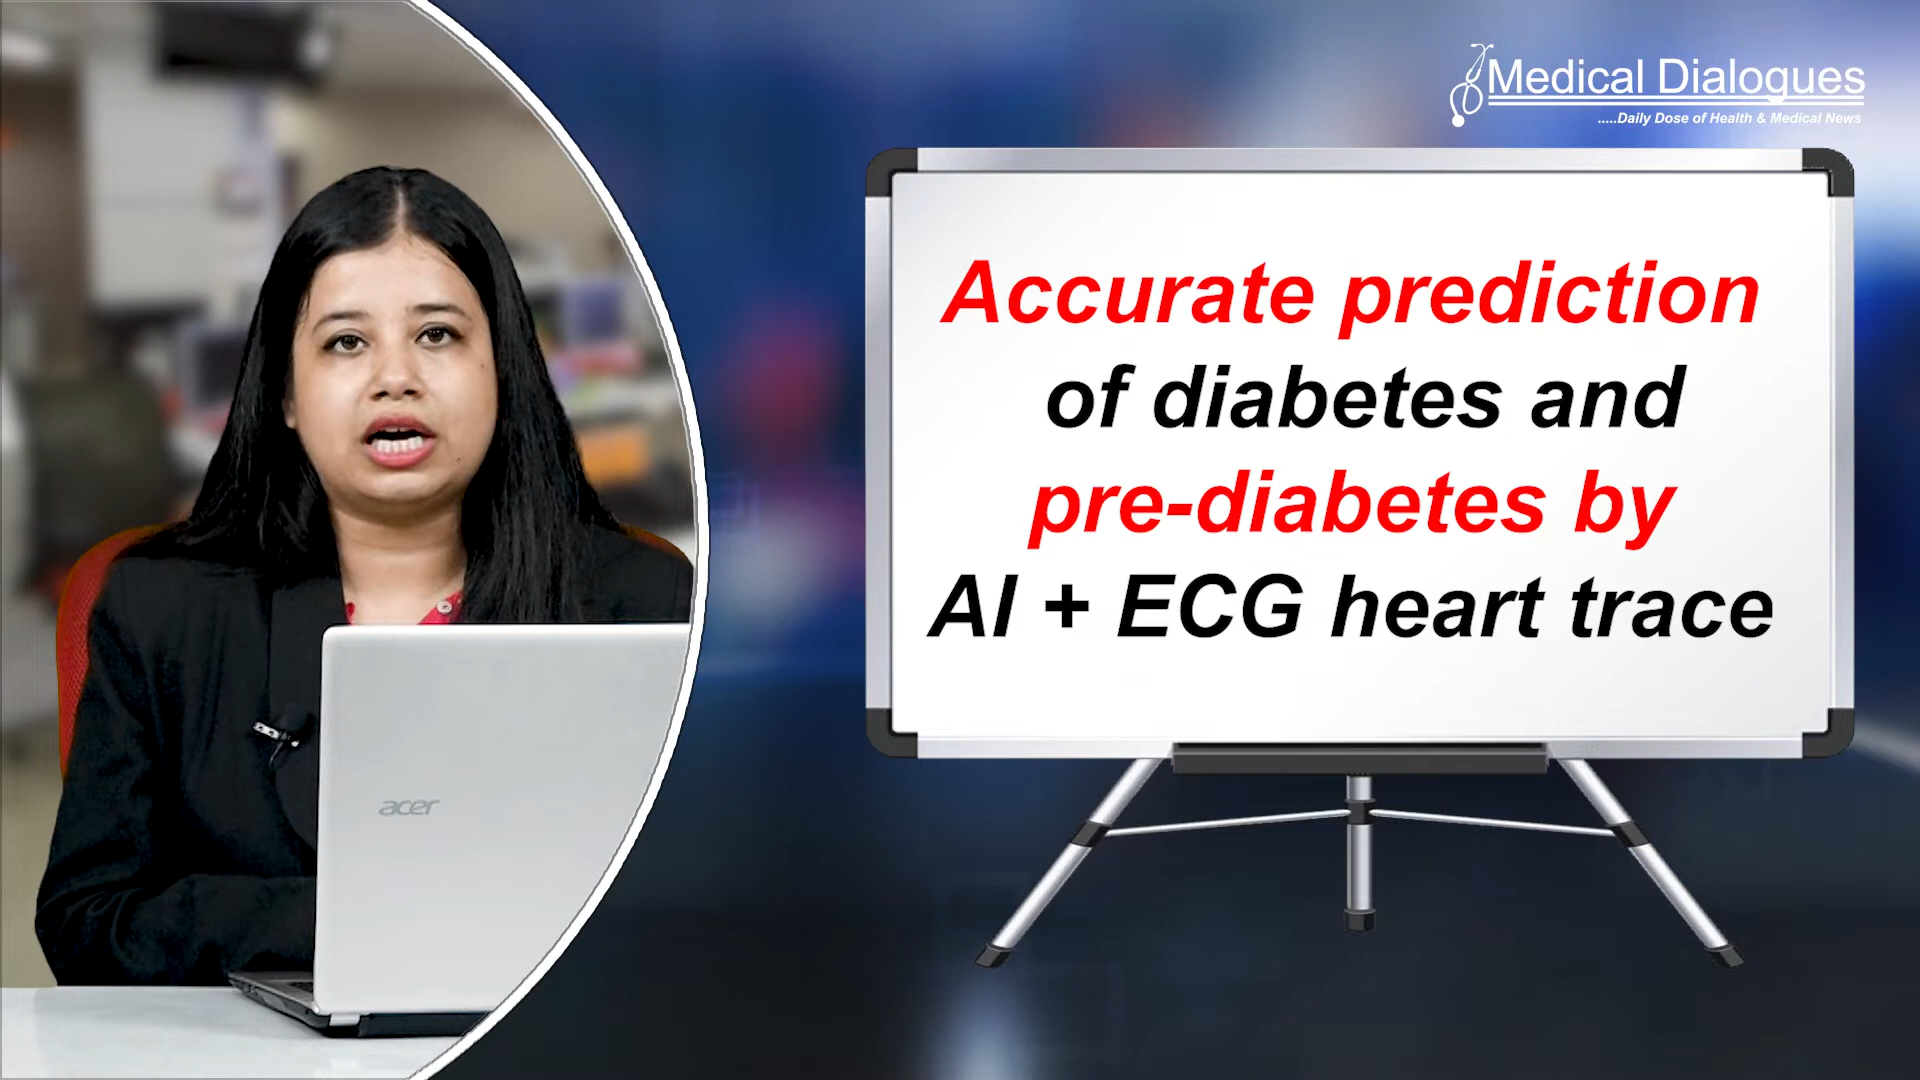 Medical Dialogues
.....Daily Dose of Health & Medical News
Accurate prediction
of diabetes and
pre-diabetes by
AI + ECG heart trace
acer